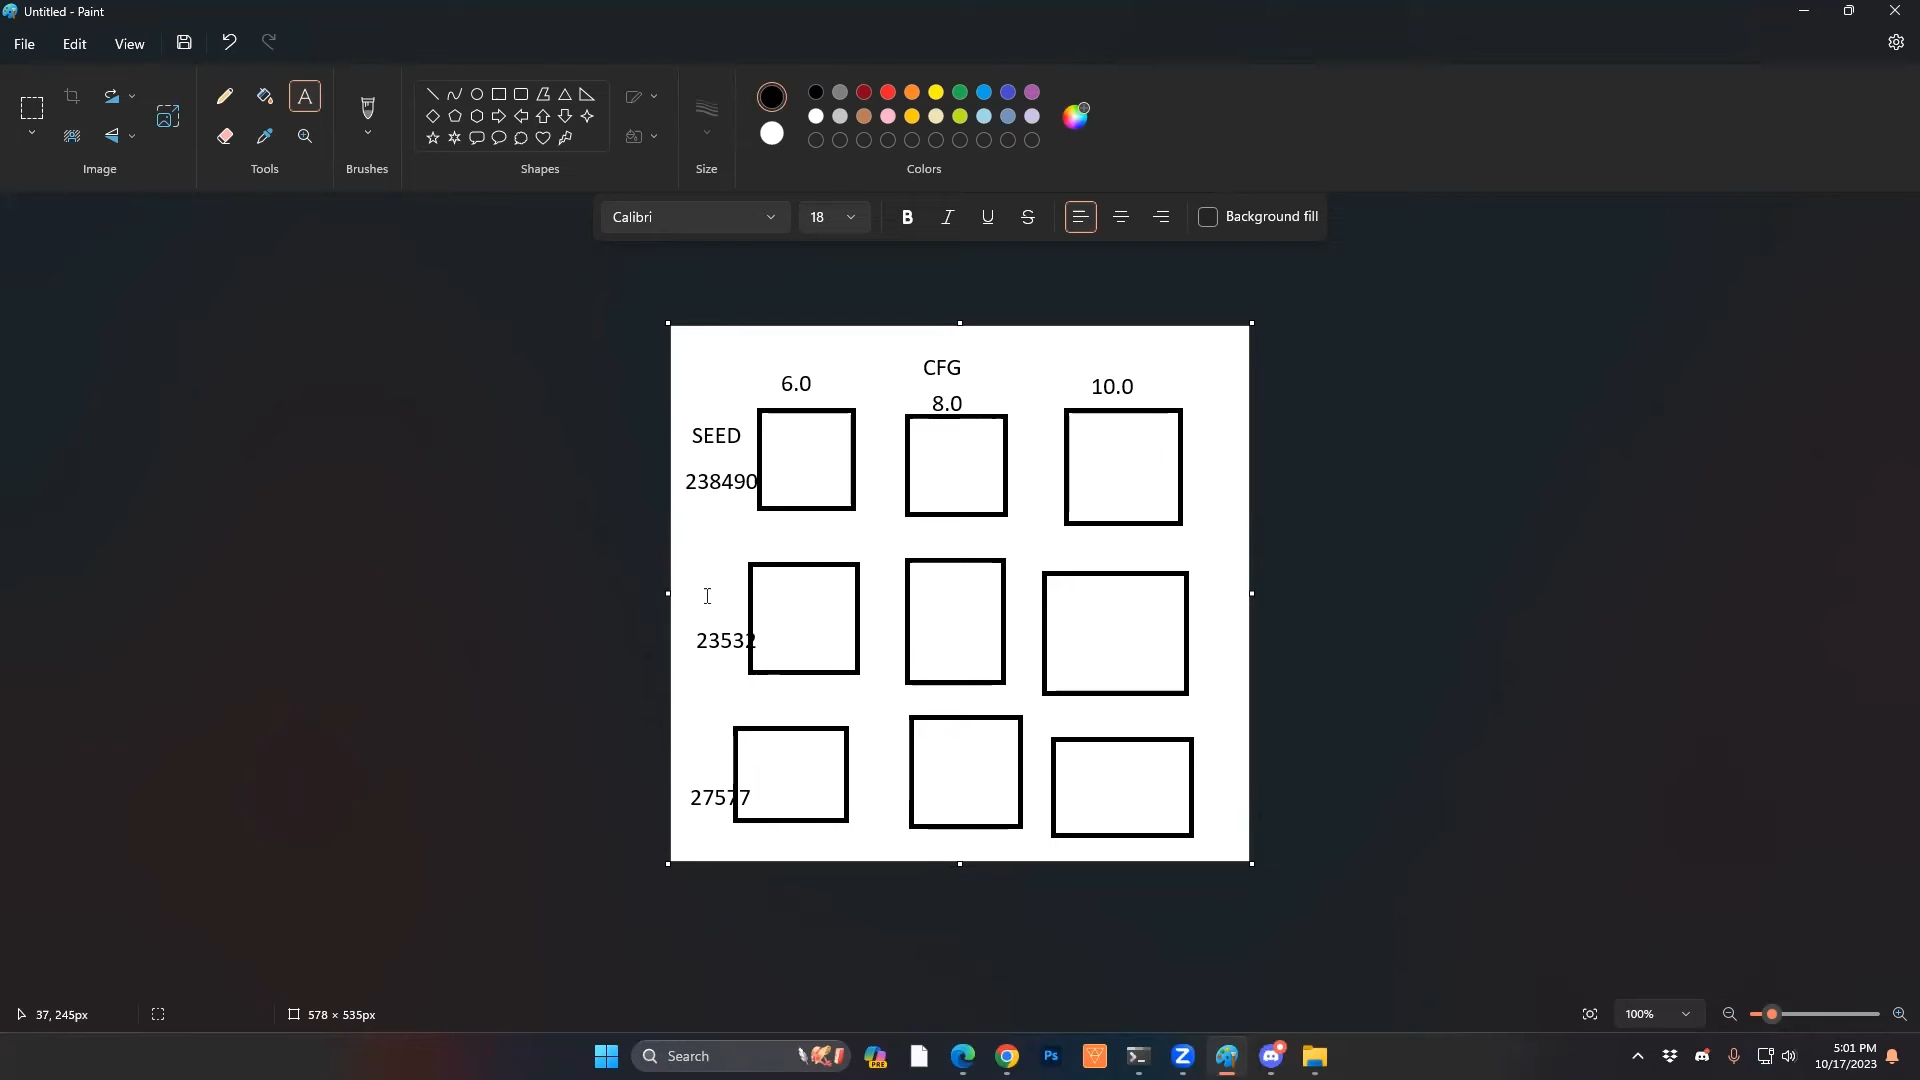 Untitled - Paint
File Edit View
Image
Tools
Brushes
Shapes
Size
Colors
Calibri 18 B I U S Background fill
CFG
6.0 8.0 10.0
SEED
238490
23532
27577
37, 245px 578 × 535px 100%
Search PRE Ps Z
5:01 PM
10/17/2023